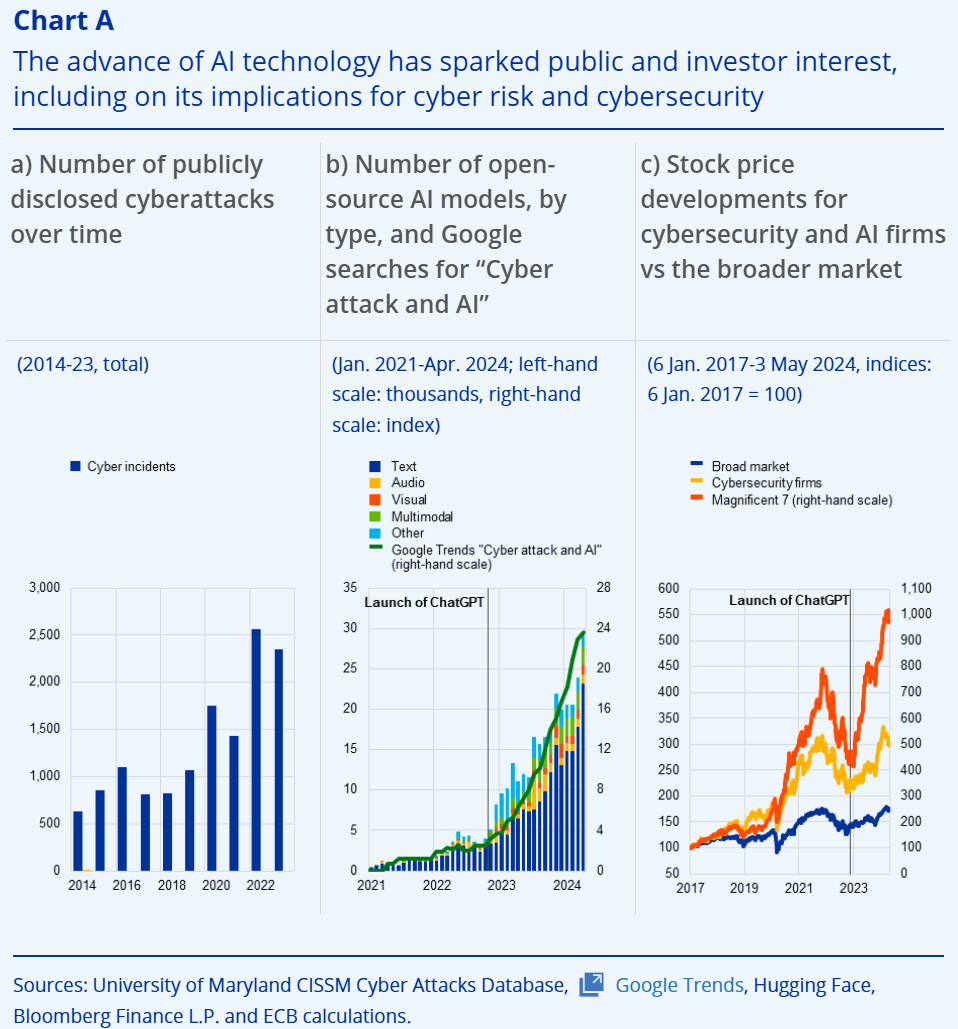 Chart A
The advance of AI technology has sparked public and investor interest,
including on its implications for cyber risk and cybersecurity
a) Number of publicly
disclosed cyberattacks
over time
b) Number of open-
source AI models, by
type, and Google
searches for “Cyber
attack and AI”
c) Stock price
developments for
cybersecurity and AI firms
vs the broader market
(2014-23, total)
(Jan. 2021-Apr. 2024; left-hand
scale: thousands, right-hand
scale: index)
(6 Jan. 2017-3 May 2024, indices:
6 Jan. 2017 = 100)
Cyber incidents
3,000
2,500
2,000
1,500
1,000
500
0
2014 2016 2018 2020 2022
Text
Audio
Visual
Multimodal
Other
Google Trends "Cyber attack and AI"
(right-hand scale)
Launch of ChatGPT
35
30
25
20
15
10
5
0
28
24
20
16
12
8
4
0
2021 2022 2023 2024
Broad market
Cybersecurity firms
Magnificent 7 (right-hand scale)
Launch of ChatGPT
600
550
500
450
400
350
300
250
200
150
100
50
1,100
1,000
900
800
700
600
500
400
300
200
100
0
2017 2019 2021 2023
Sources: University of Maryland CISSM Cyber Attacks Database, Google Trends, Hugging Face,
Bloomberg Finance L.P. and ECB calculations.